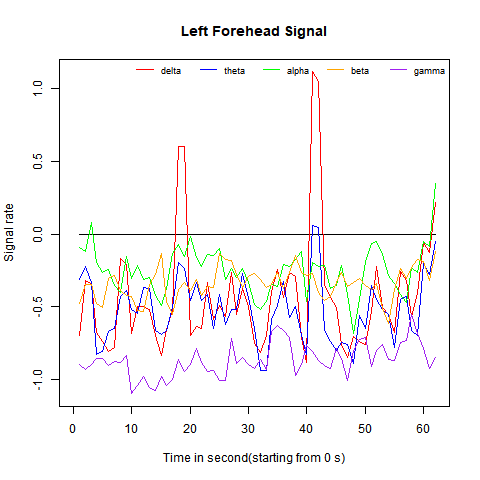 Left Forehead Signal
delta theta alpha beta gamma
Signal rate
1.0
0.5
0.0
-0.5
-1.0
0 10 20 30 40 50 60
Time in second(starting from 0 s)